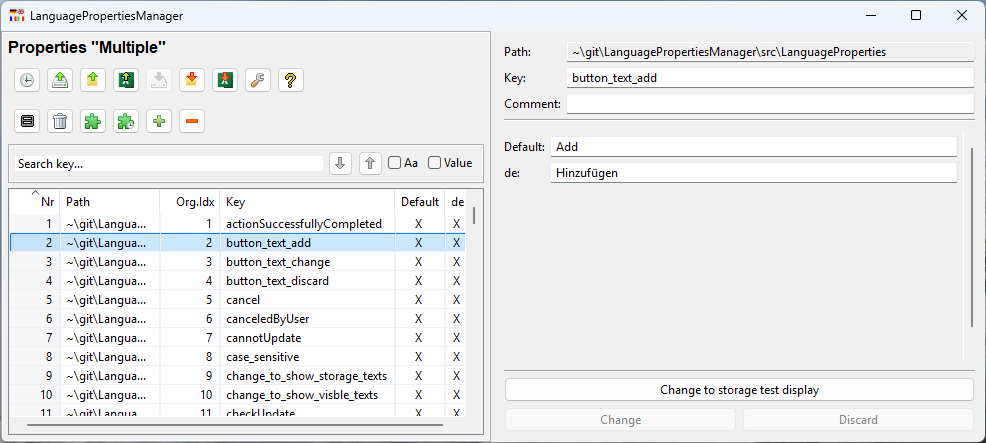 LanguagePropertiesManager
Properties "Multiple"
Search key...
Aa
Value
Nr Path Org.Idx Key Default de
1 ~\git\Langua... 1 actionSuccessfullyCompleted X X
2 ~\git\Langua... 2 button_text_add X X
3 ~\git\Langua... 3 button_text_change X X
4 ~\git\Langua... 4 button_text_discard X X
5 ~\git\Langua... 5 cancel X X
6 ~\git\Langua... 6 canceledByUser X X
7 ~\git\Langua... 7 cannotUpdate X X
8 ~\git\Langua... 8 case_sensitive X X
9 ~\git\Langua... 9 change_to_show_storage_texts X X
10 ~\git\Langua... 10 change_to_show_visble_texts X X
11 ~\git\Langua... 11 checkUpdate X X
Path: ~\git\LanguagePropertiesManager\src\LanguageProperties
Key: button_text_add
Comment:
Default: Add
de: Hinzufügen
Change to storage test display
Change Discard